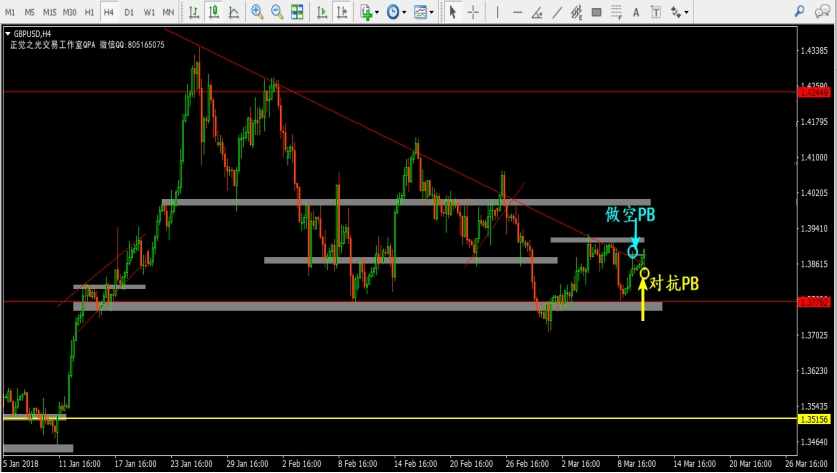 M1 M5 M15 M30 H1 H4 D1 W1 MN
A T
GBPUSD,H4
正觉之光交易工作室QPA 微信QQ:805165075
1.43385
1.42590
1.42449
1.41795
1.41000
1.40205
做空PB
1.39410
1.38615
对抗PB
1.37025
1.36230
1.35435
1.35156
1.34640
5 Jan 2018 11 Jan 16:00 17 Jan 16:00 23 Jan 16:00 29 Jan 16:00 2 Feb 16:00 8 Feb 16:00 14 Feb 16:00 20 Feb 16:00 26 Feb 16:00 2 Mar 16:00 8 Mar 16:00 14 Mar 16:00 20 Mar 16:00 26 Mar 16:00